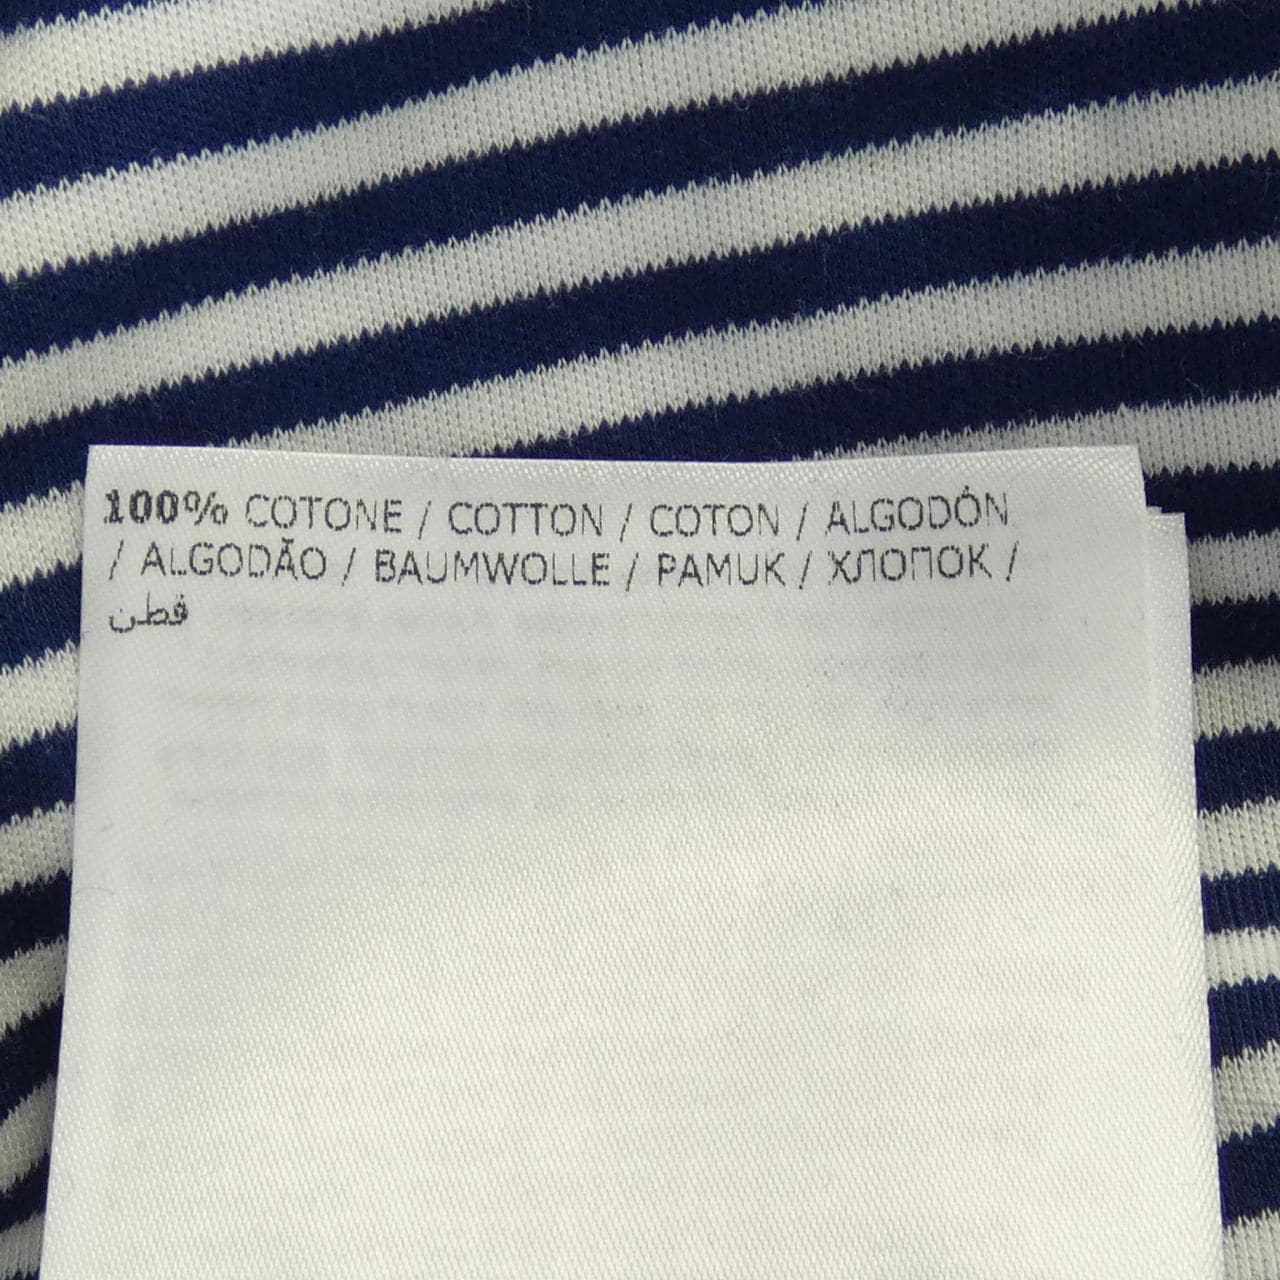 100% COTONE / COTTON / COTON / ALGODÓN
/ ALGODÃO / BAUMWOLLE / PAMUK / ХЛОПОК /
قطن